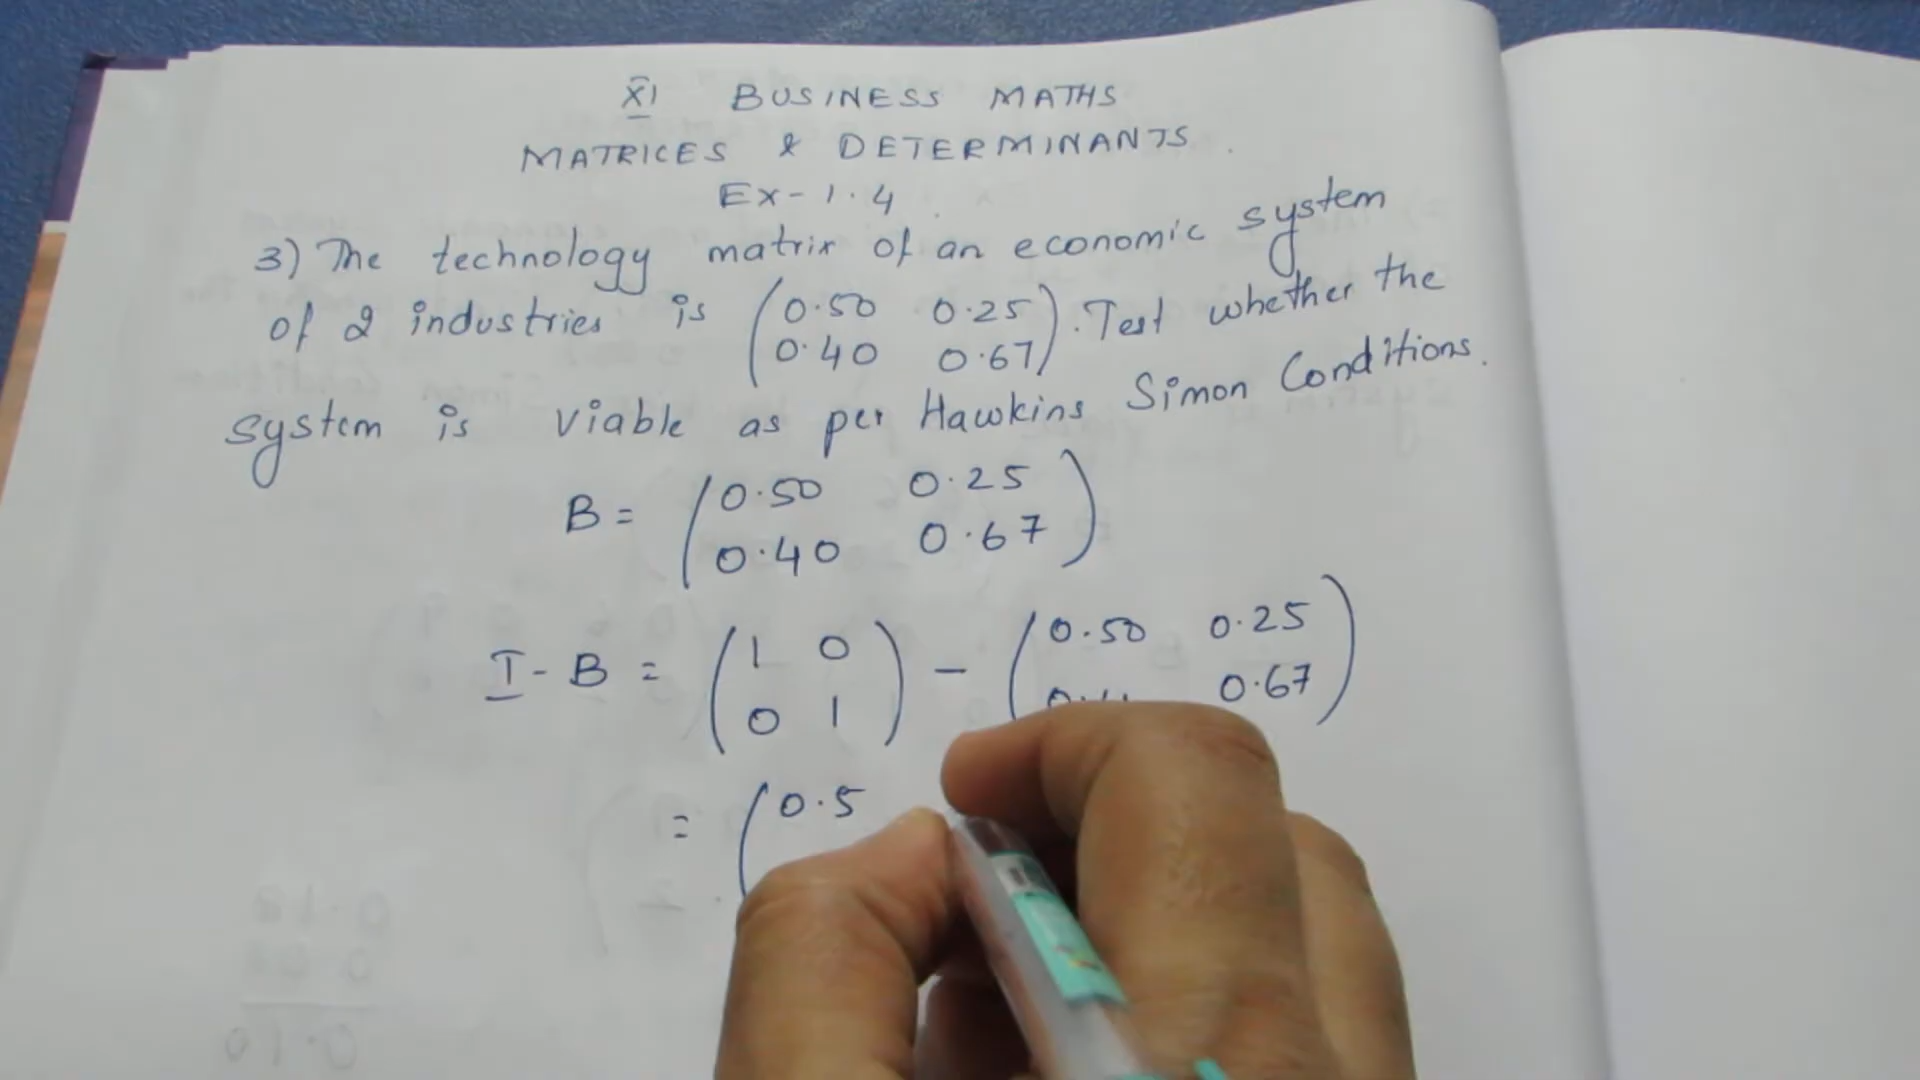 XI BUSINESS MATHS
MATRICES & DETERMINANTS.
Ex-1.4.
3) The technology matrix of an economic system
of 2 industries is (0.50 0.25
0.40 0.67). Test whether the
system is viable as per Hawkins Simon Conditions.
B = (0.50 0.25
0.40 0.67)
I - B = (1 0
0 1) - (0.50 0.25
0.67)
= (0.5